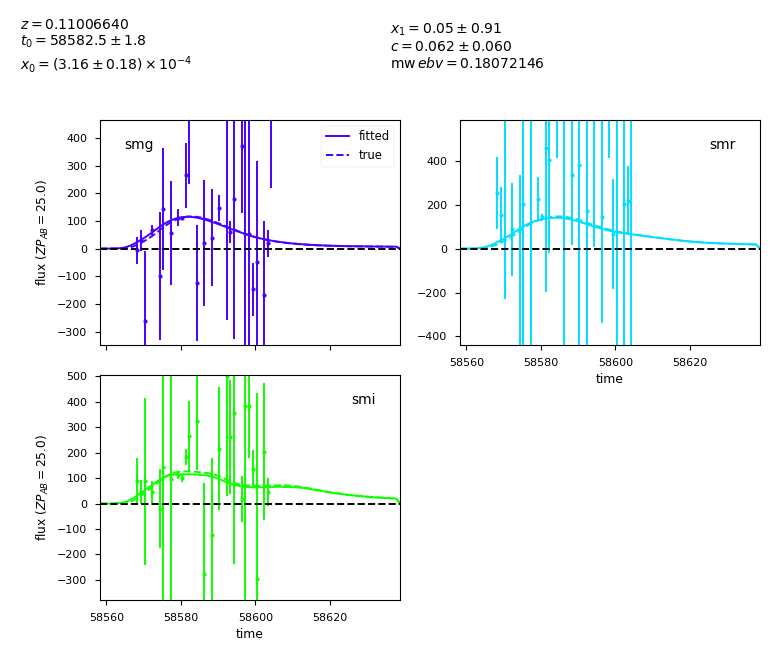 z = 0.11006640
t₀ = 58582.5 ± 1.8
x₀ = (3.16 ± 0.18) × 10⁻⁴
x₁ = 0.05 ± 0.91
c = 0.062 ± 0.060
mw ebv = 0.18072146
smg
fitted
true
400
300
200
100
0
−100
−200
−300
flux (ZP_AB = 25.0)
smr
400
200
0
−200
−400
58560
58580
58600
58620
time
smi
500
400
300
200
100
0
−100
−200
−300
flux (ZP_AB = 25.0)
58560
58580
58600
58620
time